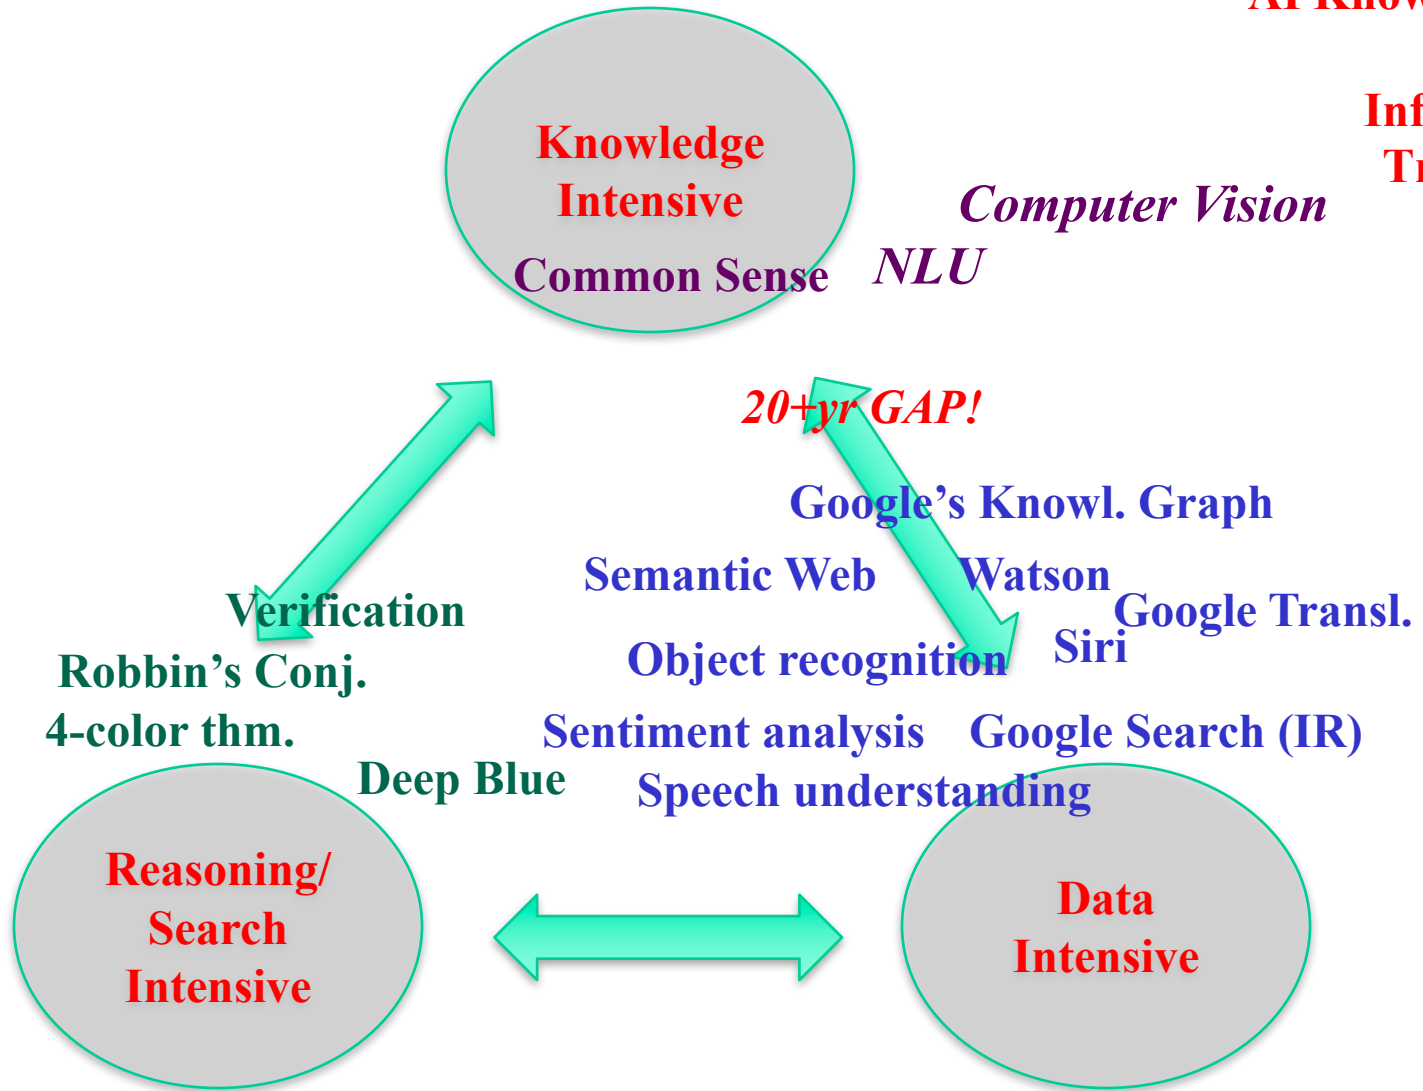 Knowledge
Intensive
Common Sense
Computer Vision
NLU
20+yr GAP!
Google’s Knowl. Graph
Semantic Web
Watson
Google Transl.
Verification
Object recognition
Siri
Robbin’s Conj.
4-color thm.
Sentiment analysis
Google Search (IR)
Deep Blue
Speech understanding
Reasoning/
Search
Intensive
Data
Intensive